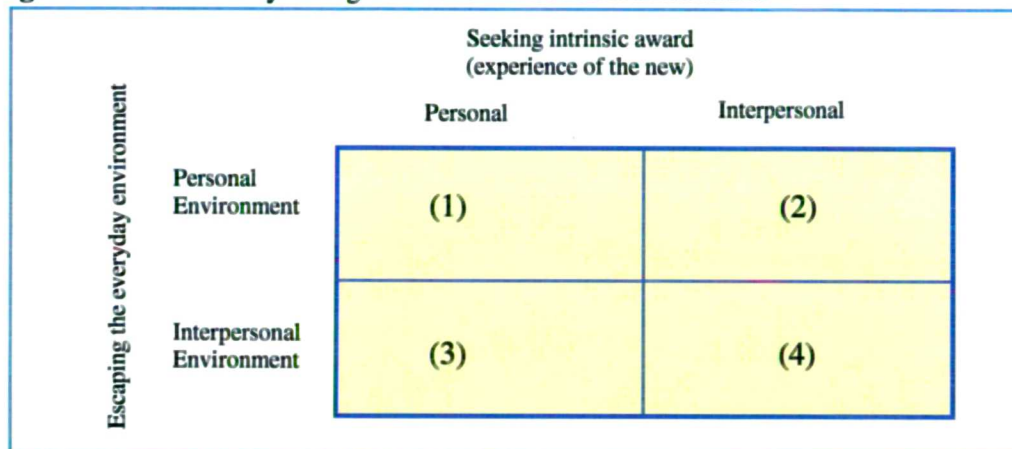 Seeking intrinsic award
(experience of the new)
Personal
Interpersonal
Escaping the everyday environment
Personal
Environment
(1)
(2)
Interpersonal
Environment
(3)
(4)